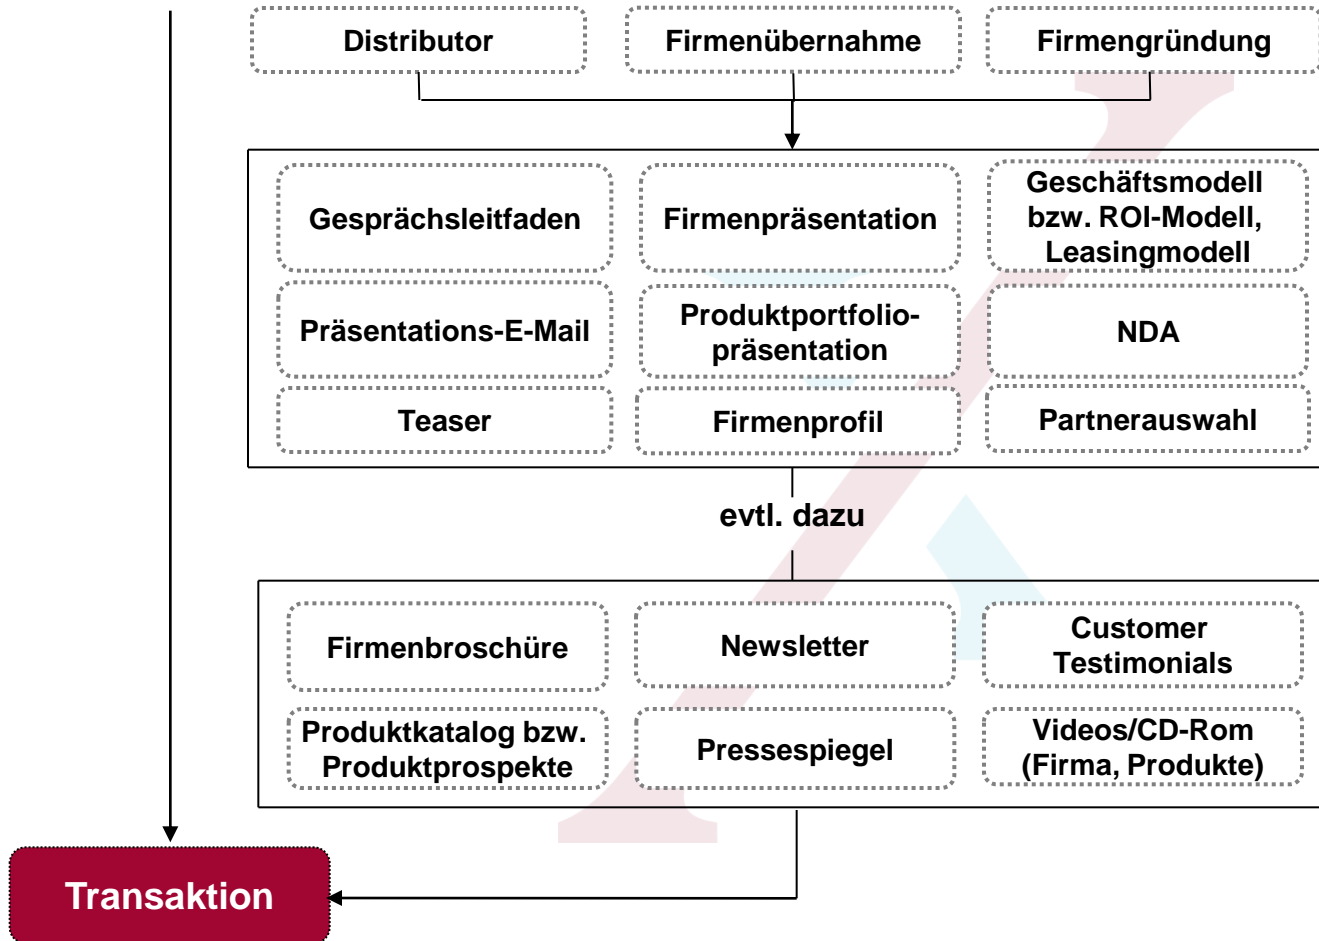 Distributor
Firmenübernahme
Firmengründung
Gesprächsleitfaden
Firmenpräsentation
Geschäftsmodell
bzw. ROI-Modell,
Leasingmodell
Präsentations-E-Mail
Produktportfolio-
präsentation
NDA
Teaser
Firmenprofil
Partnerauswahl
evtl. dazu
Firmenbroschüre
Newsletter
Customer
Testimonials
Produktkatalog bzw.
Produktprospekte
Pressespiegel
Videos/CD-Rom
(Firma, Produkte)
Transaktion